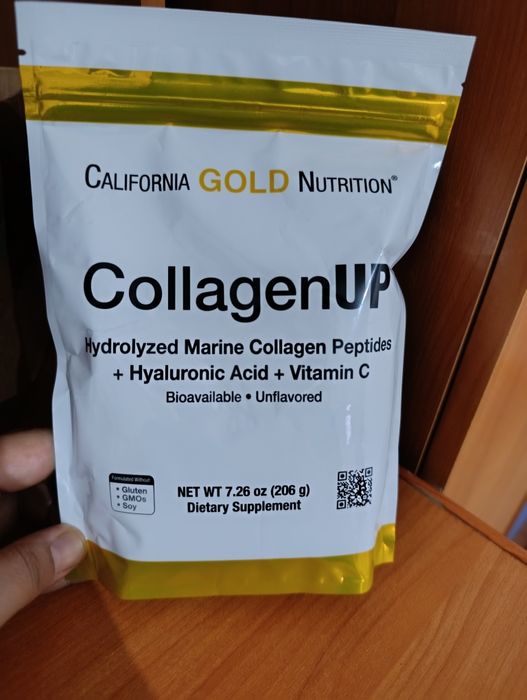 CALIFORNIA GOLD NUTRITION®
CollagenUP
Hydrolyzed Marine Collagen Peptides
+ Hyaluronic Acid + Vitamin C
Bioavailable • Unflavored
Formulated Without
• Gluten
• GMOs
• Soy
NET WT 7.26 oz (206 g)
Dietary Supplement